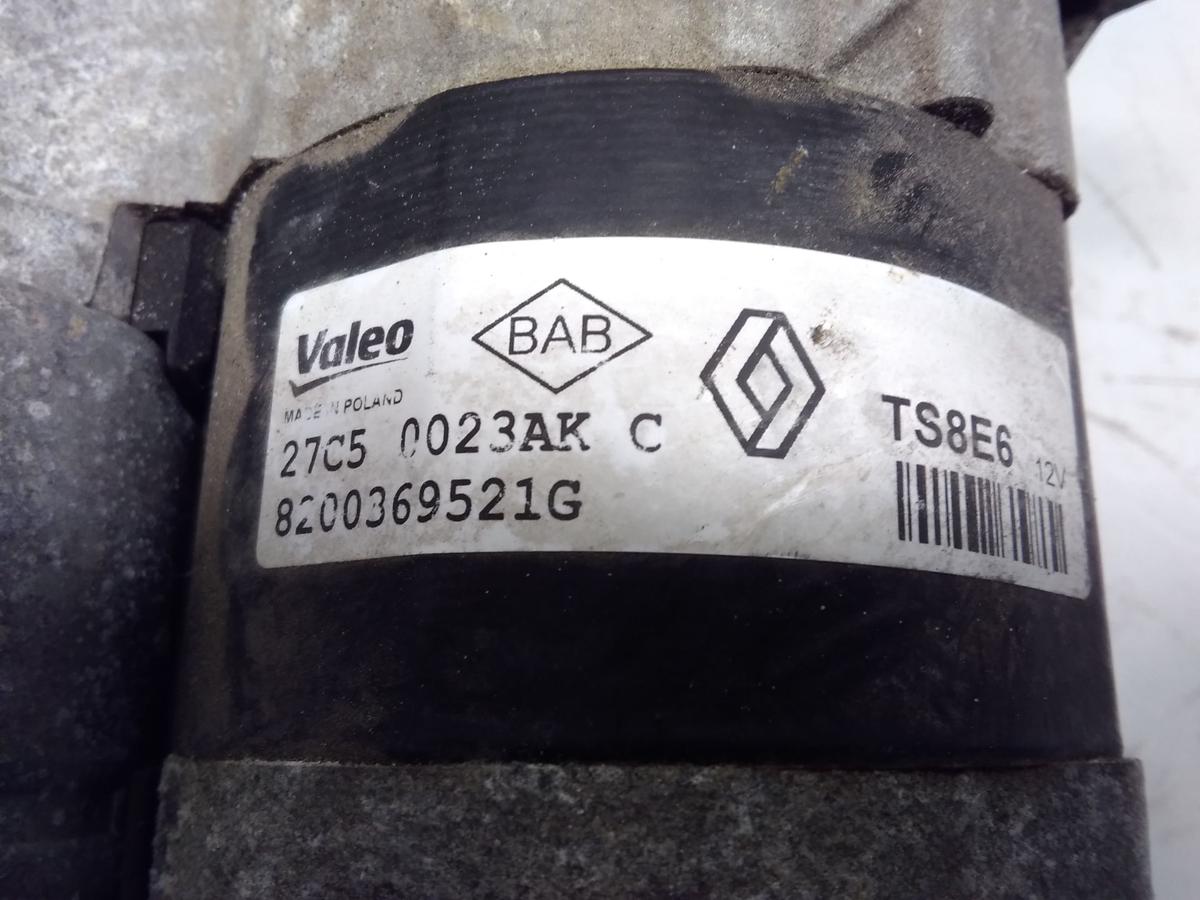 Valeo
BAB
MADE IN POLAND
27C5 0023AK C
TS8E6 12V
8200369521G